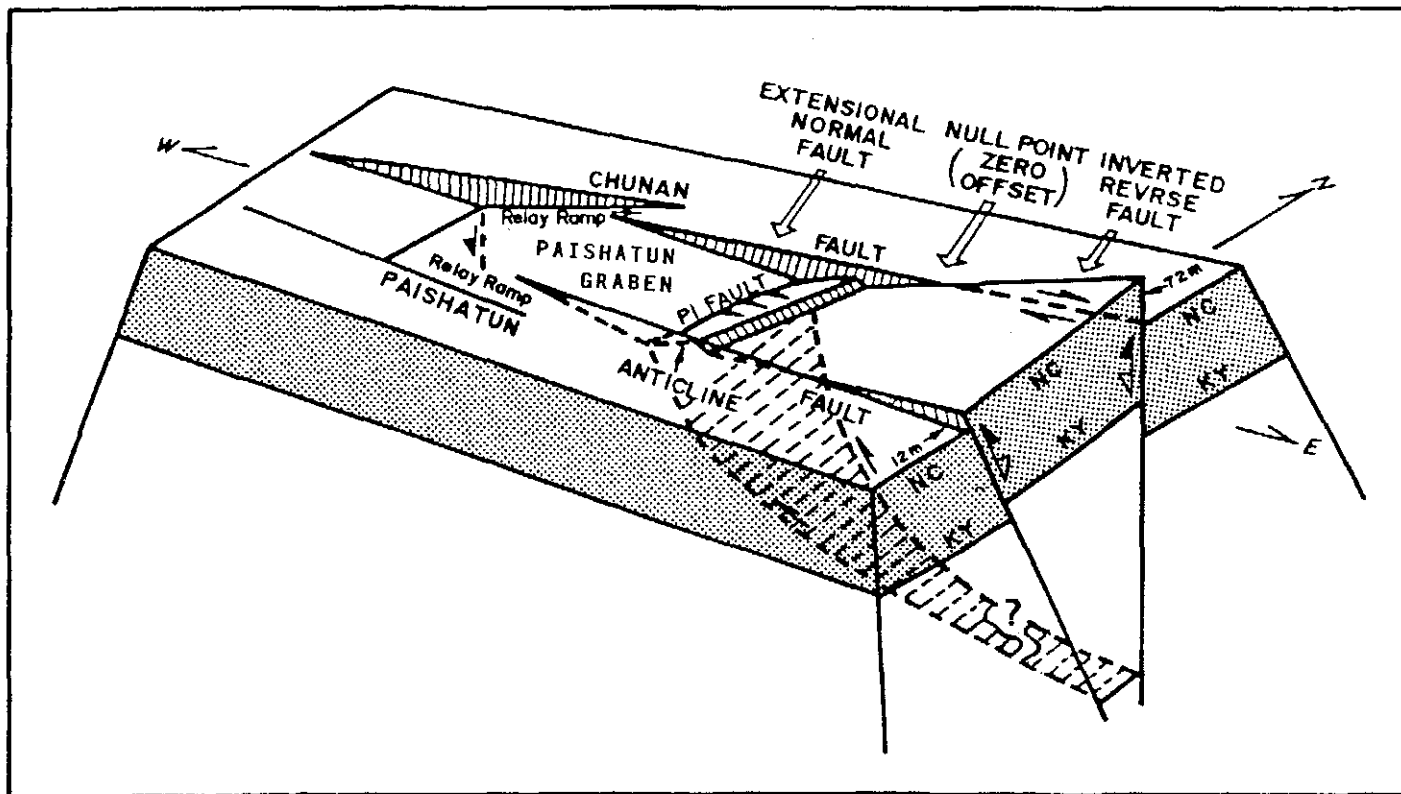 EXTENSIONAL NULL POINT INVERTED
NORMAL ( ZERO ) REVRSE
FAULT (OFFSET) FAULT
W
N
CHUNAN
Relay Ramp
FAULT
PAISHATUN
GRABEN
Relay Ramp
PAISHATUN
PI FAULT
72m
NC
KY
ANTICLINE
FAULT
NC
KY
E
12m
NC
KY
?